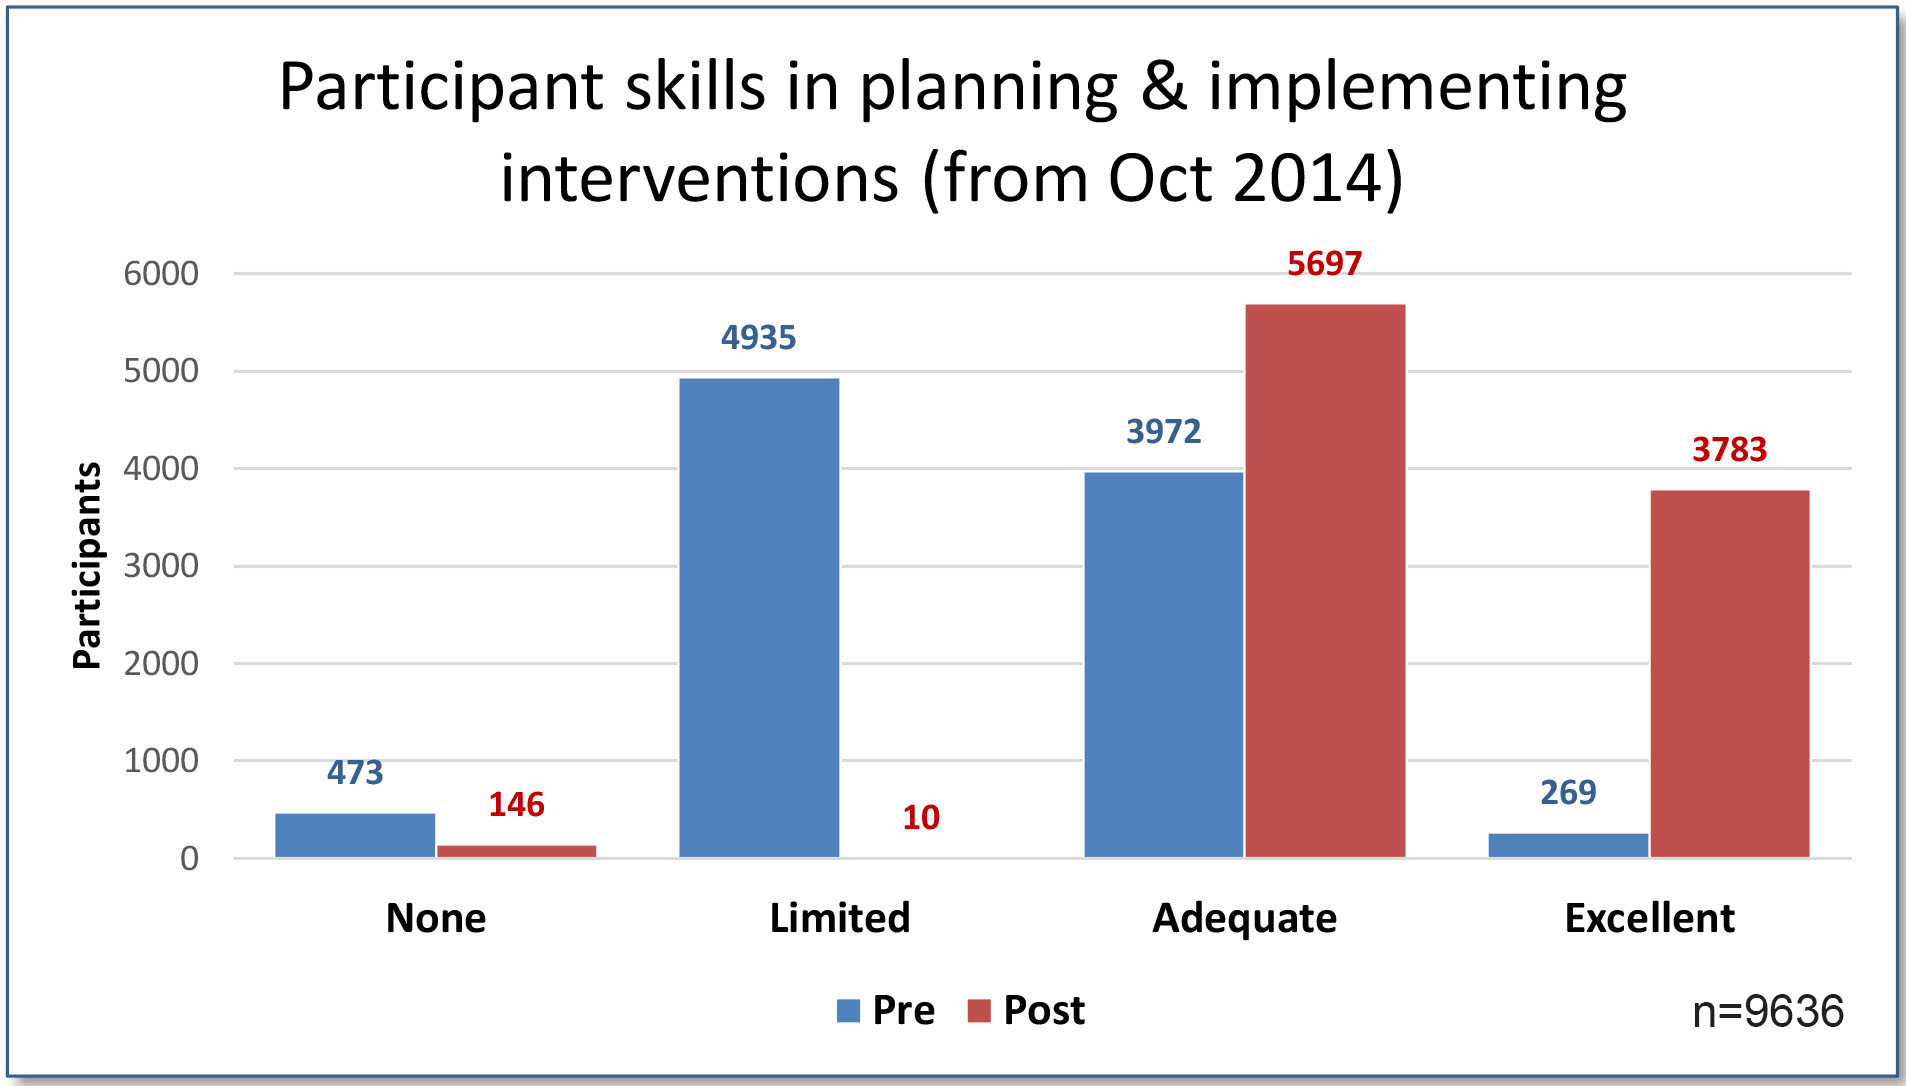 Participant skills in planning & implementing
interventions (from Oct 2014)
Participants
6000
5000
4000
3000
2000
1000
0
473
146
4935
10
3972
5697
269
3783
None
Limited
Adequate
Excellent
Pre
Post
n=9636